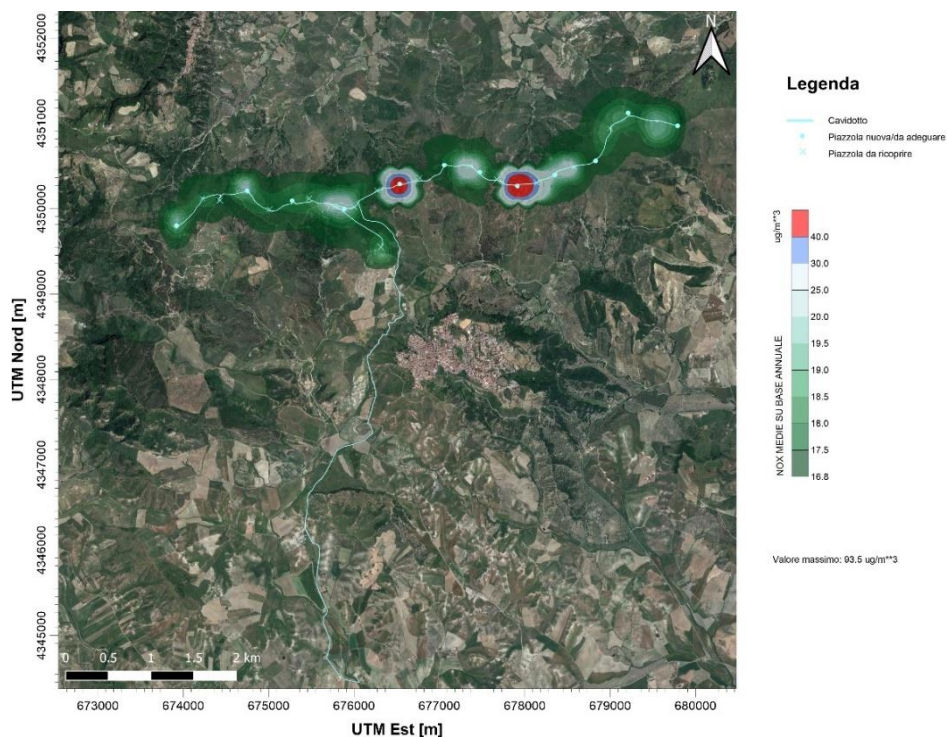 N
4352000
4351000
4350000
4349000
4348000
4347000
4346000
4345000
UTM Nord [m]
0 0.5 1 2 km
673000 674000 675000 676000 677000 678000 679000 680000
UTM Est [m]
Legenda
Cavidotto
Piazzola nuova/da adeguare
Piazzola da ricoprire
ug/m**3
NOX MEDIE SU BASE ANNUALE
40.0
30.0
25.0
20.0
19.5
19.0
18.5
18.0
17.5
16.8
Valore massimo: 93.5 ug/m**3